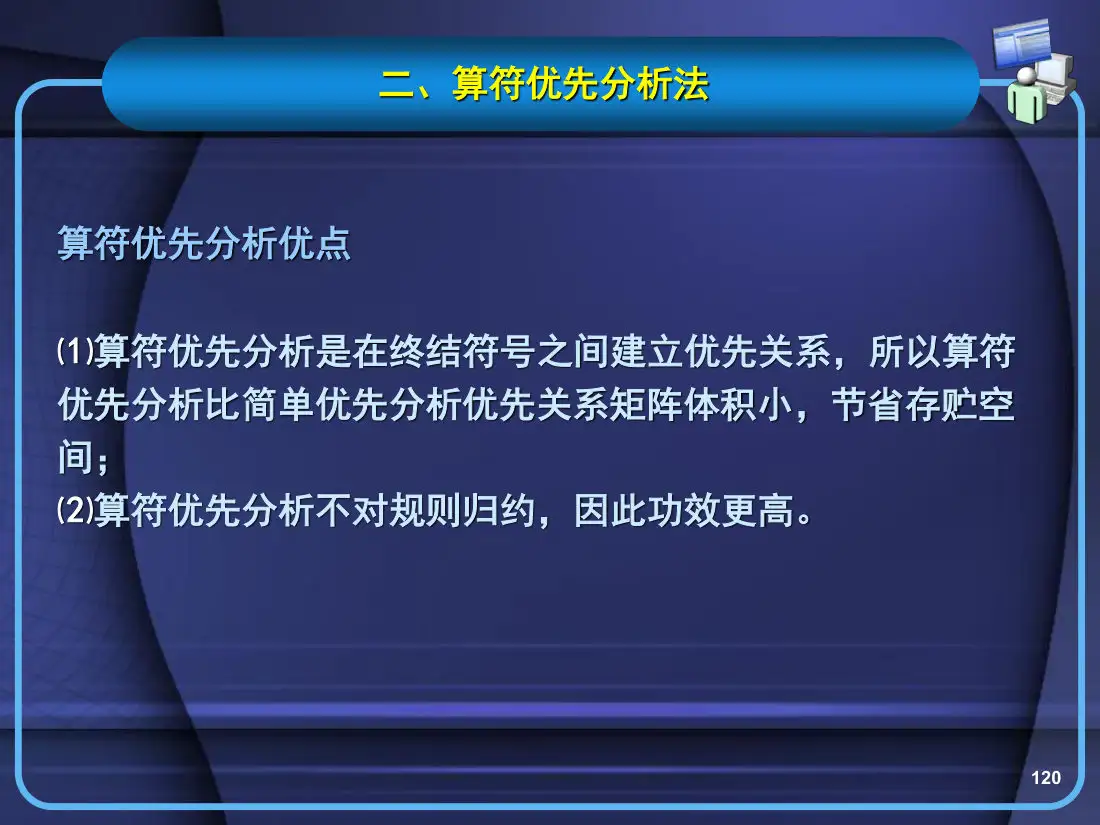 二、算符优先分析法
算符优先分析优点
⑴算符优先分析是在终结符号之间建立优先关系，所以算符
优先分析比简单优先分析优先关系矩阵体积小，节省存贮空
间；
⑵算符优先分析不对规则归约，因此功效更高。
120